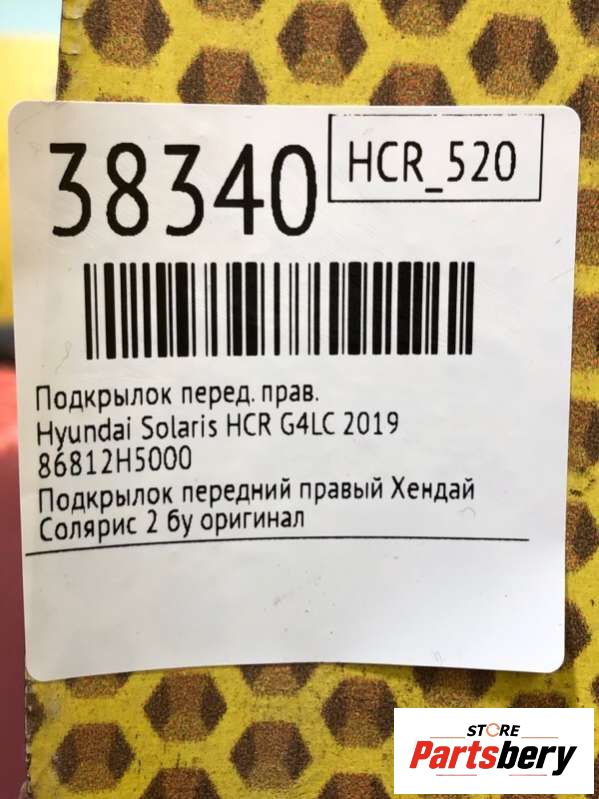 38340
HCR_520
Подкрылок перед. прав.
Hyundai Solaris HCR G4LC 2019
86812H5000
Подкрылок передний правый Хендай
Солярис 2 бу оригинал
STORE
Partsbery